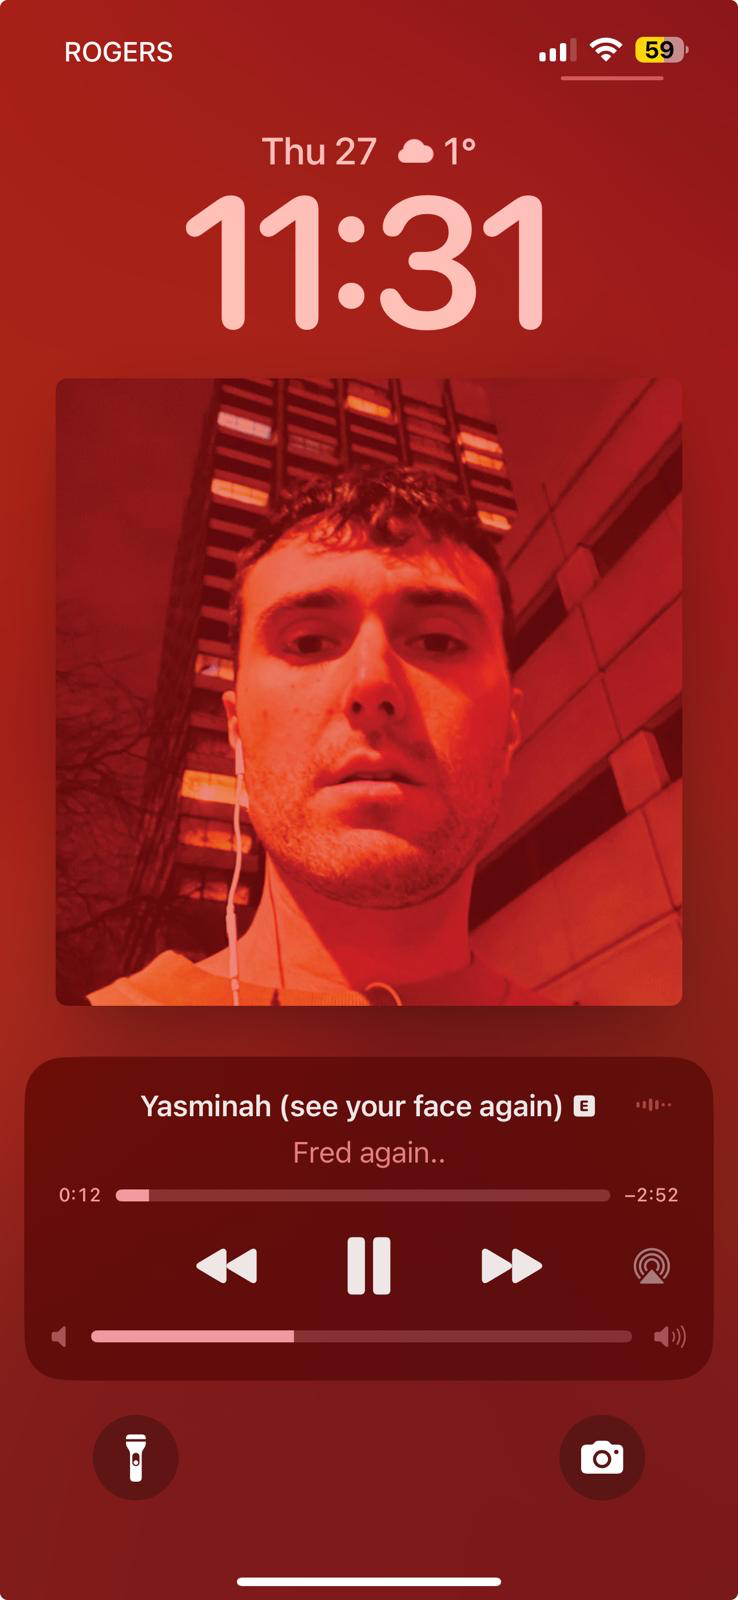 ROGERS 59
Thu 27 1°
11:31
Yasminah (see your face again) E
Fred again..
0:12 −2:52